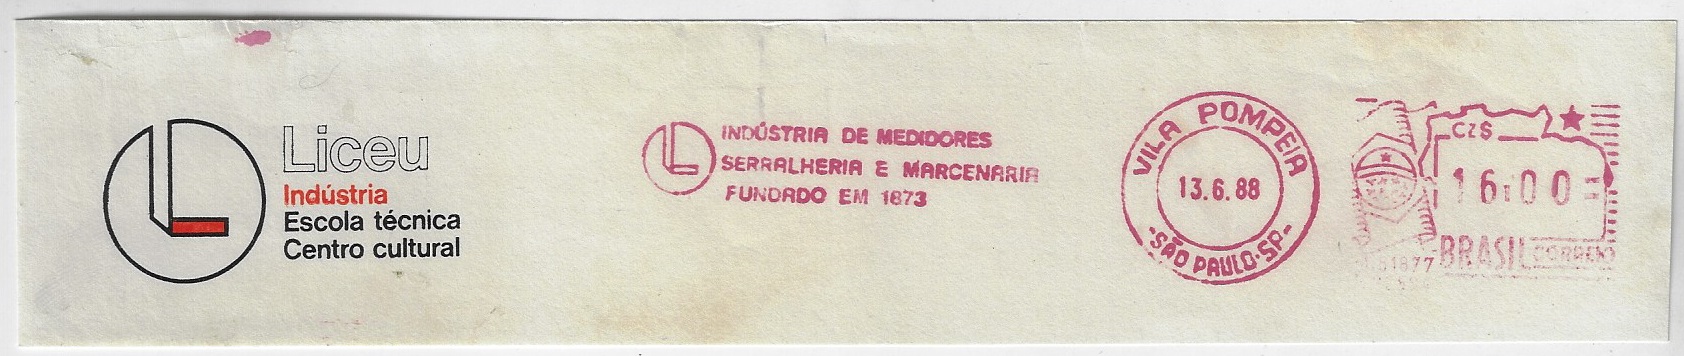 Liceu
Indústria
Escola técnica
Centro cultural
INDÚSTRIA DE MEDIDORES
SERRALHERIA E MARCENARIA
FUNDADO EM 1873
VILA POMPEIA
13.6.88
-SÃO PAULO-SP-
CZ$
16,00
BRASIL CORREIO